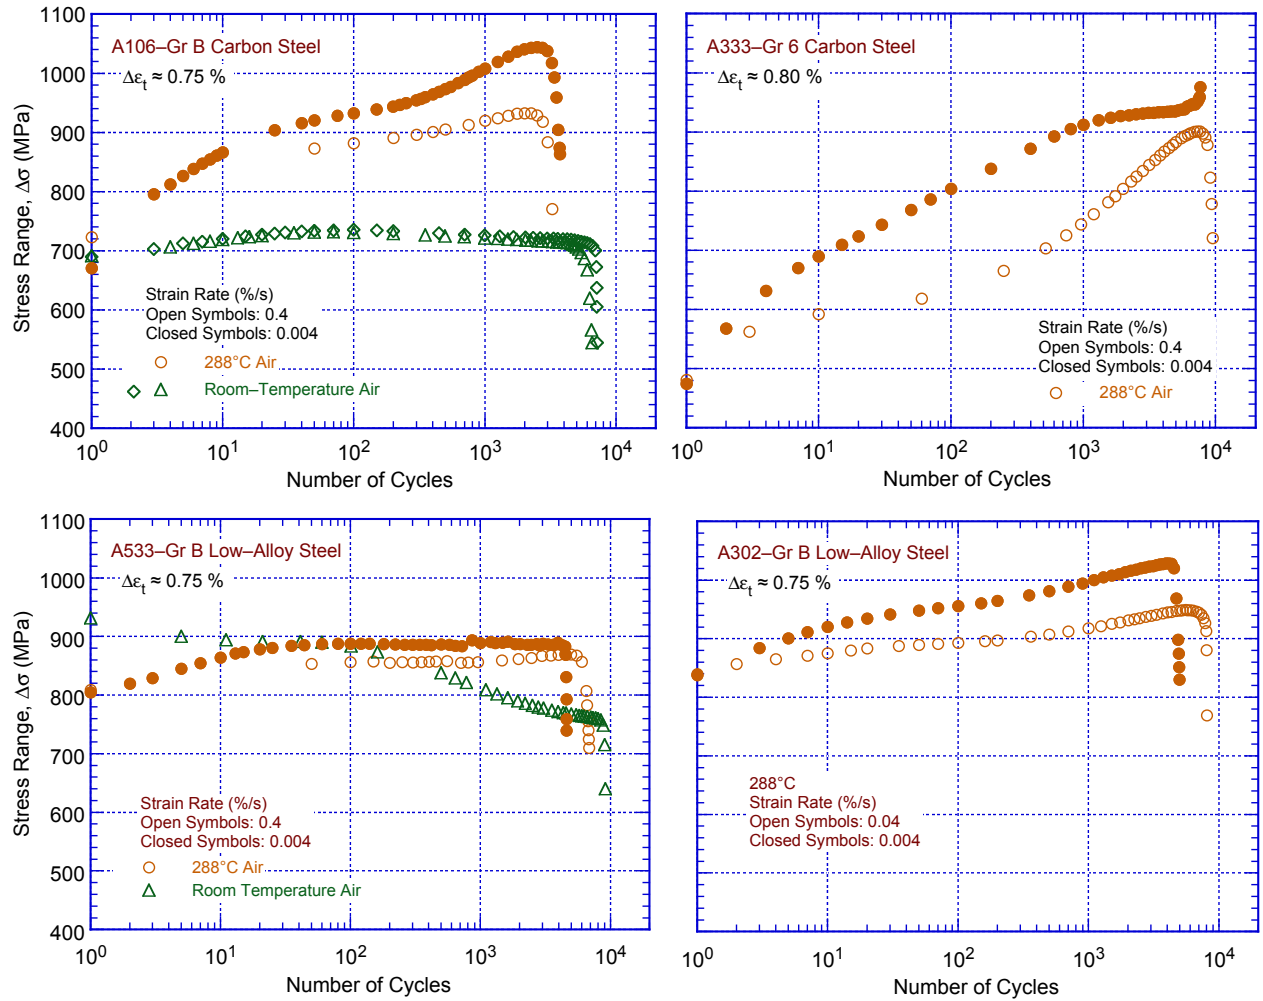 A106–Gr B Carbon Steel
Δεt ≈ 0.75 %
1100
1000
900
800
700
600
500
400
Stress Range, Δσ (MPa)
Strain Rate (%/s)
Open Symbols: 0.4
Closed Symbols: 0.004
288°C Air
Room–Temperature Air
10^0 10^1 10^2 10^3 10^4
Number of Cycles
A333–Gr 6 Carbon Steel
Δεt ≈ 0.80 %
Strain Rate (%/s)
Open Symbols: 0.4
Closed Symbols: 0.004
288°C Air
10^0 10^1 10^2 10^3 10^4
Number of Cycles
A533–Gr B Low–Alloy Steel
Δεt ≈ 0.75 %
1100
1000
900
800
700
600
500
400
Stress Range, Δσ (MPa)
Strain Rate (%/s)
Open Symbols: 0.4
Closed Symbols: 0.004
288°C Air
Room Temperature Air
10^0 10^1 10^2 10^3 10^4
Number of Cycles
A302–Gr B Low–Alloy Steel
Δεt ≈ 0.75 %
288°C
Strain Rate (%/s)
Open Symbols: 0.04
Closed Symbols: 0.004
10^0 10^1 10^2 10^3 10^4
Number of Cycles